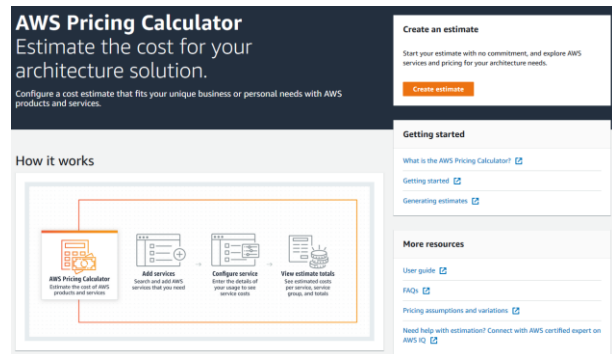 AWS Pricing Calculator
Estimate the cost for your
architecture solution.
Configure a cost estimate that fits your unique business or personal needs with AWS
products and services.
Create an estimate
Start your estimate with no commitment, and explore AWS
services and pricing for your architecture needs.
Create estimate
Getting started
What is the AWS Pricing Calculator?
Getting started
Generating estimates
How it works
AWS Pricing Calculator
Estimate the cost of AWS
products and services
Add services
Search and add AWS
services that you need
Configure service
Enter the details of
your usage to see
service costs
View estimate totals
See estimated costs
per service, service
group, and totals
More resources
User guide
FAQs
Pricing assumptions and variations
Need help with estimation? Connect with AWS certified expert on
AWS IQ